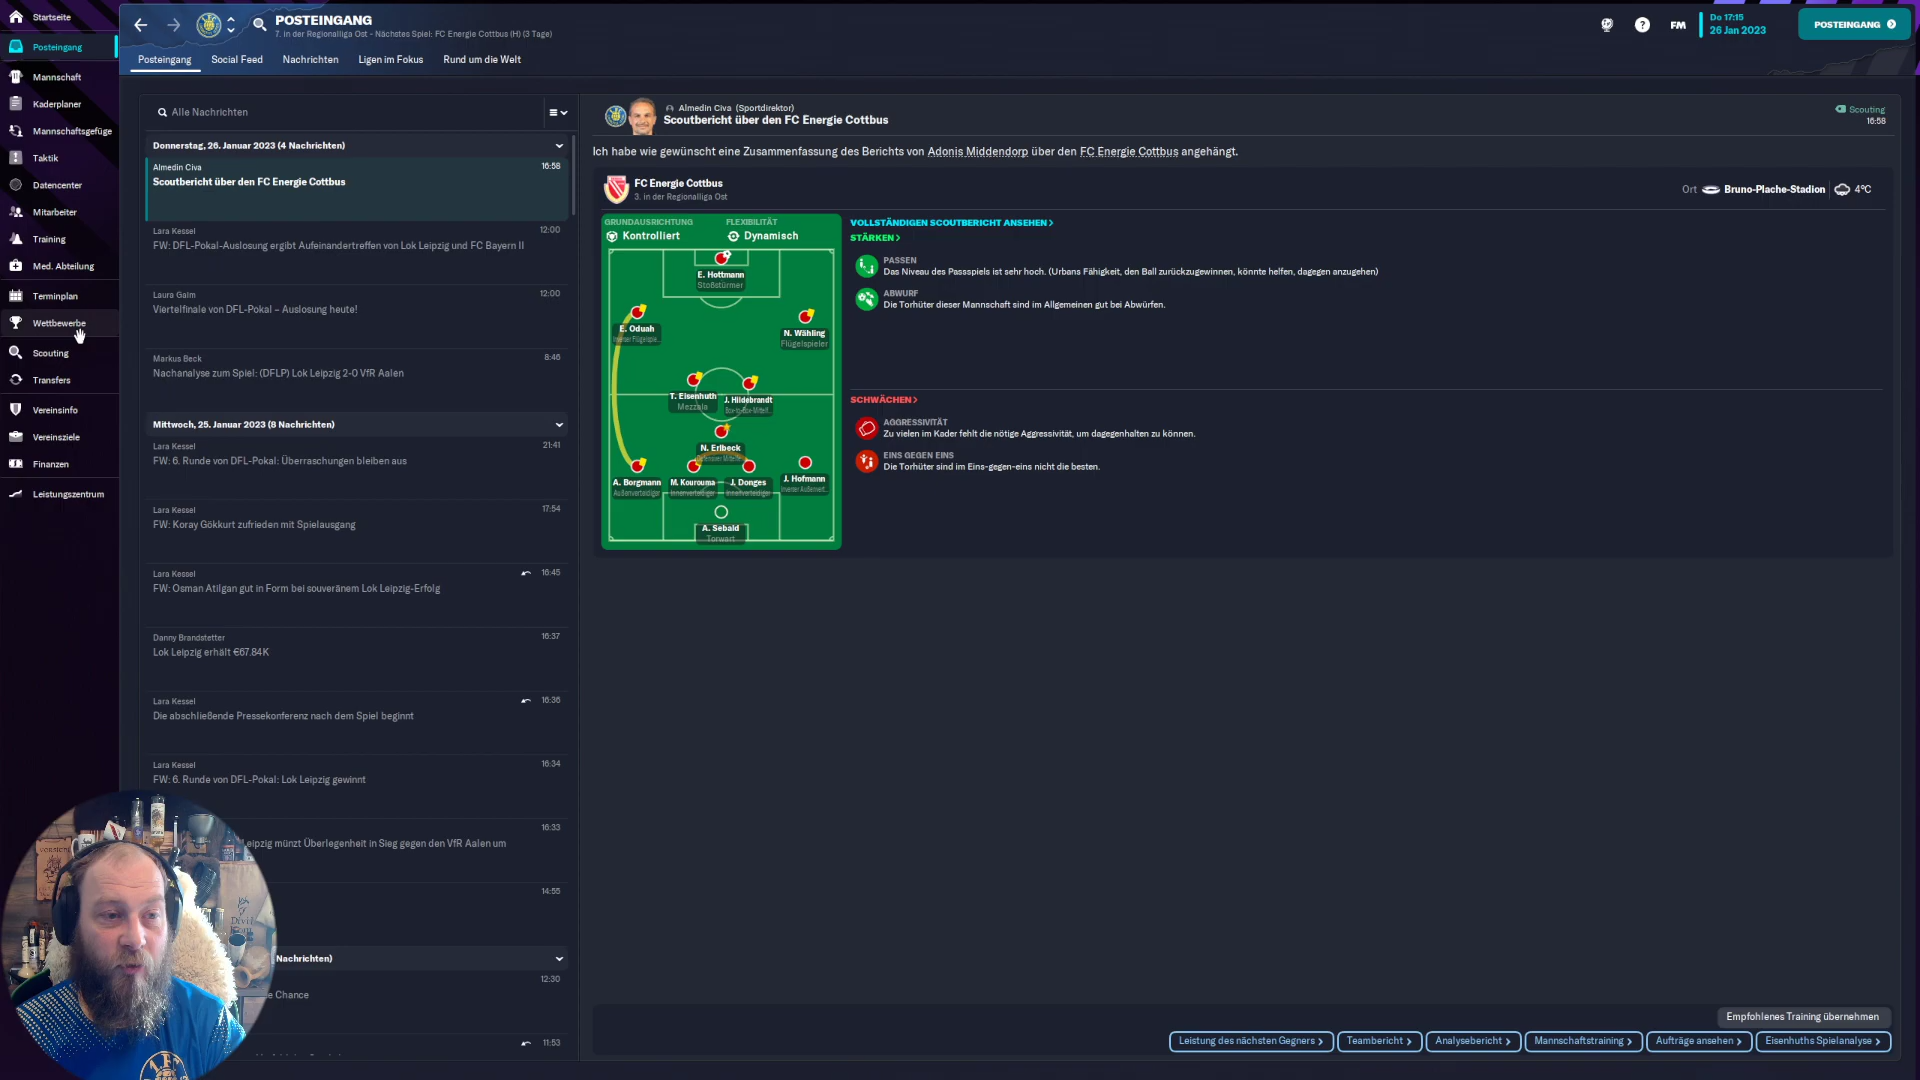 Startseite
Posteingang
Mannschaft
Kaderplaner
Mannschaftsgefüge
Taktik
Datencenter
Mitarbeiter
Training
Med. Abteilung
Terminplan
Wettbewerbe
Scouting
Transfers
Vereinsinfo
Vereinsziele
Finanzen
Leistungszentrum
POSTEINGANG
7. in der Regionalliga Ost - Nächstes Spiel: FC Energie Cottbus (H) (3 Tage)
FM
Do 17:15
26 Jan 2023
POSTEINGANG
Posteingang Social Feed Nachrichten Ligen im Fokus Rund um die Welt
Alle Nachrichten
Donnerstag, 26. Januar 2023 (4 Nachrichten)
Almedin Civa 16:58
Scoutbericht über den FC Energie Cottbus
Lara Kessel 12:00
FW: DFL-Pokal-Auslosung ergibt Aufeinandertreffen von Lok Leipzig und FC Bayern II
Laura Galm 12:00
Viertelfinale von DFL-Pokal – Auslosung heute!
Markus Beck 8:46
Nachanalyse zum Spiel: (DFLP) Lok Leipzig 2-0 VfR Aalen
Mittwoch, 25. Januar 2023 (8 Nachrichten)
Lara Kessel 21:41
FW: 6. Runde von DFL-Pokal: Überraschungen bleiben aus
Lara Kessel 17:54
FW: Koray Gökkurt zufrieden mit Spielausgang
Lara Kessel 16:45
FW: Osman Atilgan gut in Form bei souveränem Lok Leipzig-Erfolg
Danny Brandstetter 16:37
Lok Leipzig erhält €67.84K
Lara Kessel 16:36
Die abschließende Pressekonferenz nach dem Spiel beginnt
Lara Kessel 16:34
FW: 6. Runde von DFL-Pokal: Lok Leipzig gewinnt
16:33
eipzig münzt Überlegenheit in Sieg gegen den VfR Aalen um
14:55
Nachrichten)
12:30
e Chance
11:53
Almedin Civa (Sportdirektor)
Scoutbericht über den FC Energie Cottbus
Scouting
16:58
Ich habe wie gewünscht eine Zusammenfassung des Berichts von Adonis Middendorp über den FC Energie Cottbus angehängt.
FC Energie Cottbus
3. in der Regionalliga Ost
Ort Bruno-Plache-Stadion 4°C
GRUNDAUSRICHTUNG FLEXIBILITÄT
Kontrolliert Dynamisch
E. Hottmann
Stoßstürmer
E. Oduah
N. Wähling
Flügelspieler
T. Eisenhuth
Mezzala
J. Hildebrandt
Box-to-Box-Mittelf...
N. Erlbeck
A. Borgmann
Außenverteidiger
M. Kourouma
Innenverteidiger
J. Donges
Innenverteidiger
J. Hofmann
A. Sebald
Torwart
VOLLSTÄNDIGEN SCOUTBERICHT ANSEHEN
STÄRKEN
PASSEN
Das Niveau des Passspiels ist sehr hoch. (Urbans Fähigkeit, den Ball zurückzugewinnen, könnte helfen, dagegen anzugehen)
ABWURF
Die Torhüter dieser Mannschaft sind im Allgemeinen gut bei Abwürfen.
SCHWÄCHEN
AGGRESSIVITÄT
Zu vielen im Kader fehlt die nötige Aggressivität, um dagegenhalten zu können.
EINS GEGEN EINS
Die Torhüter sind im Eins-gegen-eins nicht die besten.
Empfohlenes Training übernehmen
Leistung des nächsten Gegners Teambericht Analysebericht Mannschaftstraining Aufträge ansehen Eisenhuths Spielanalyse